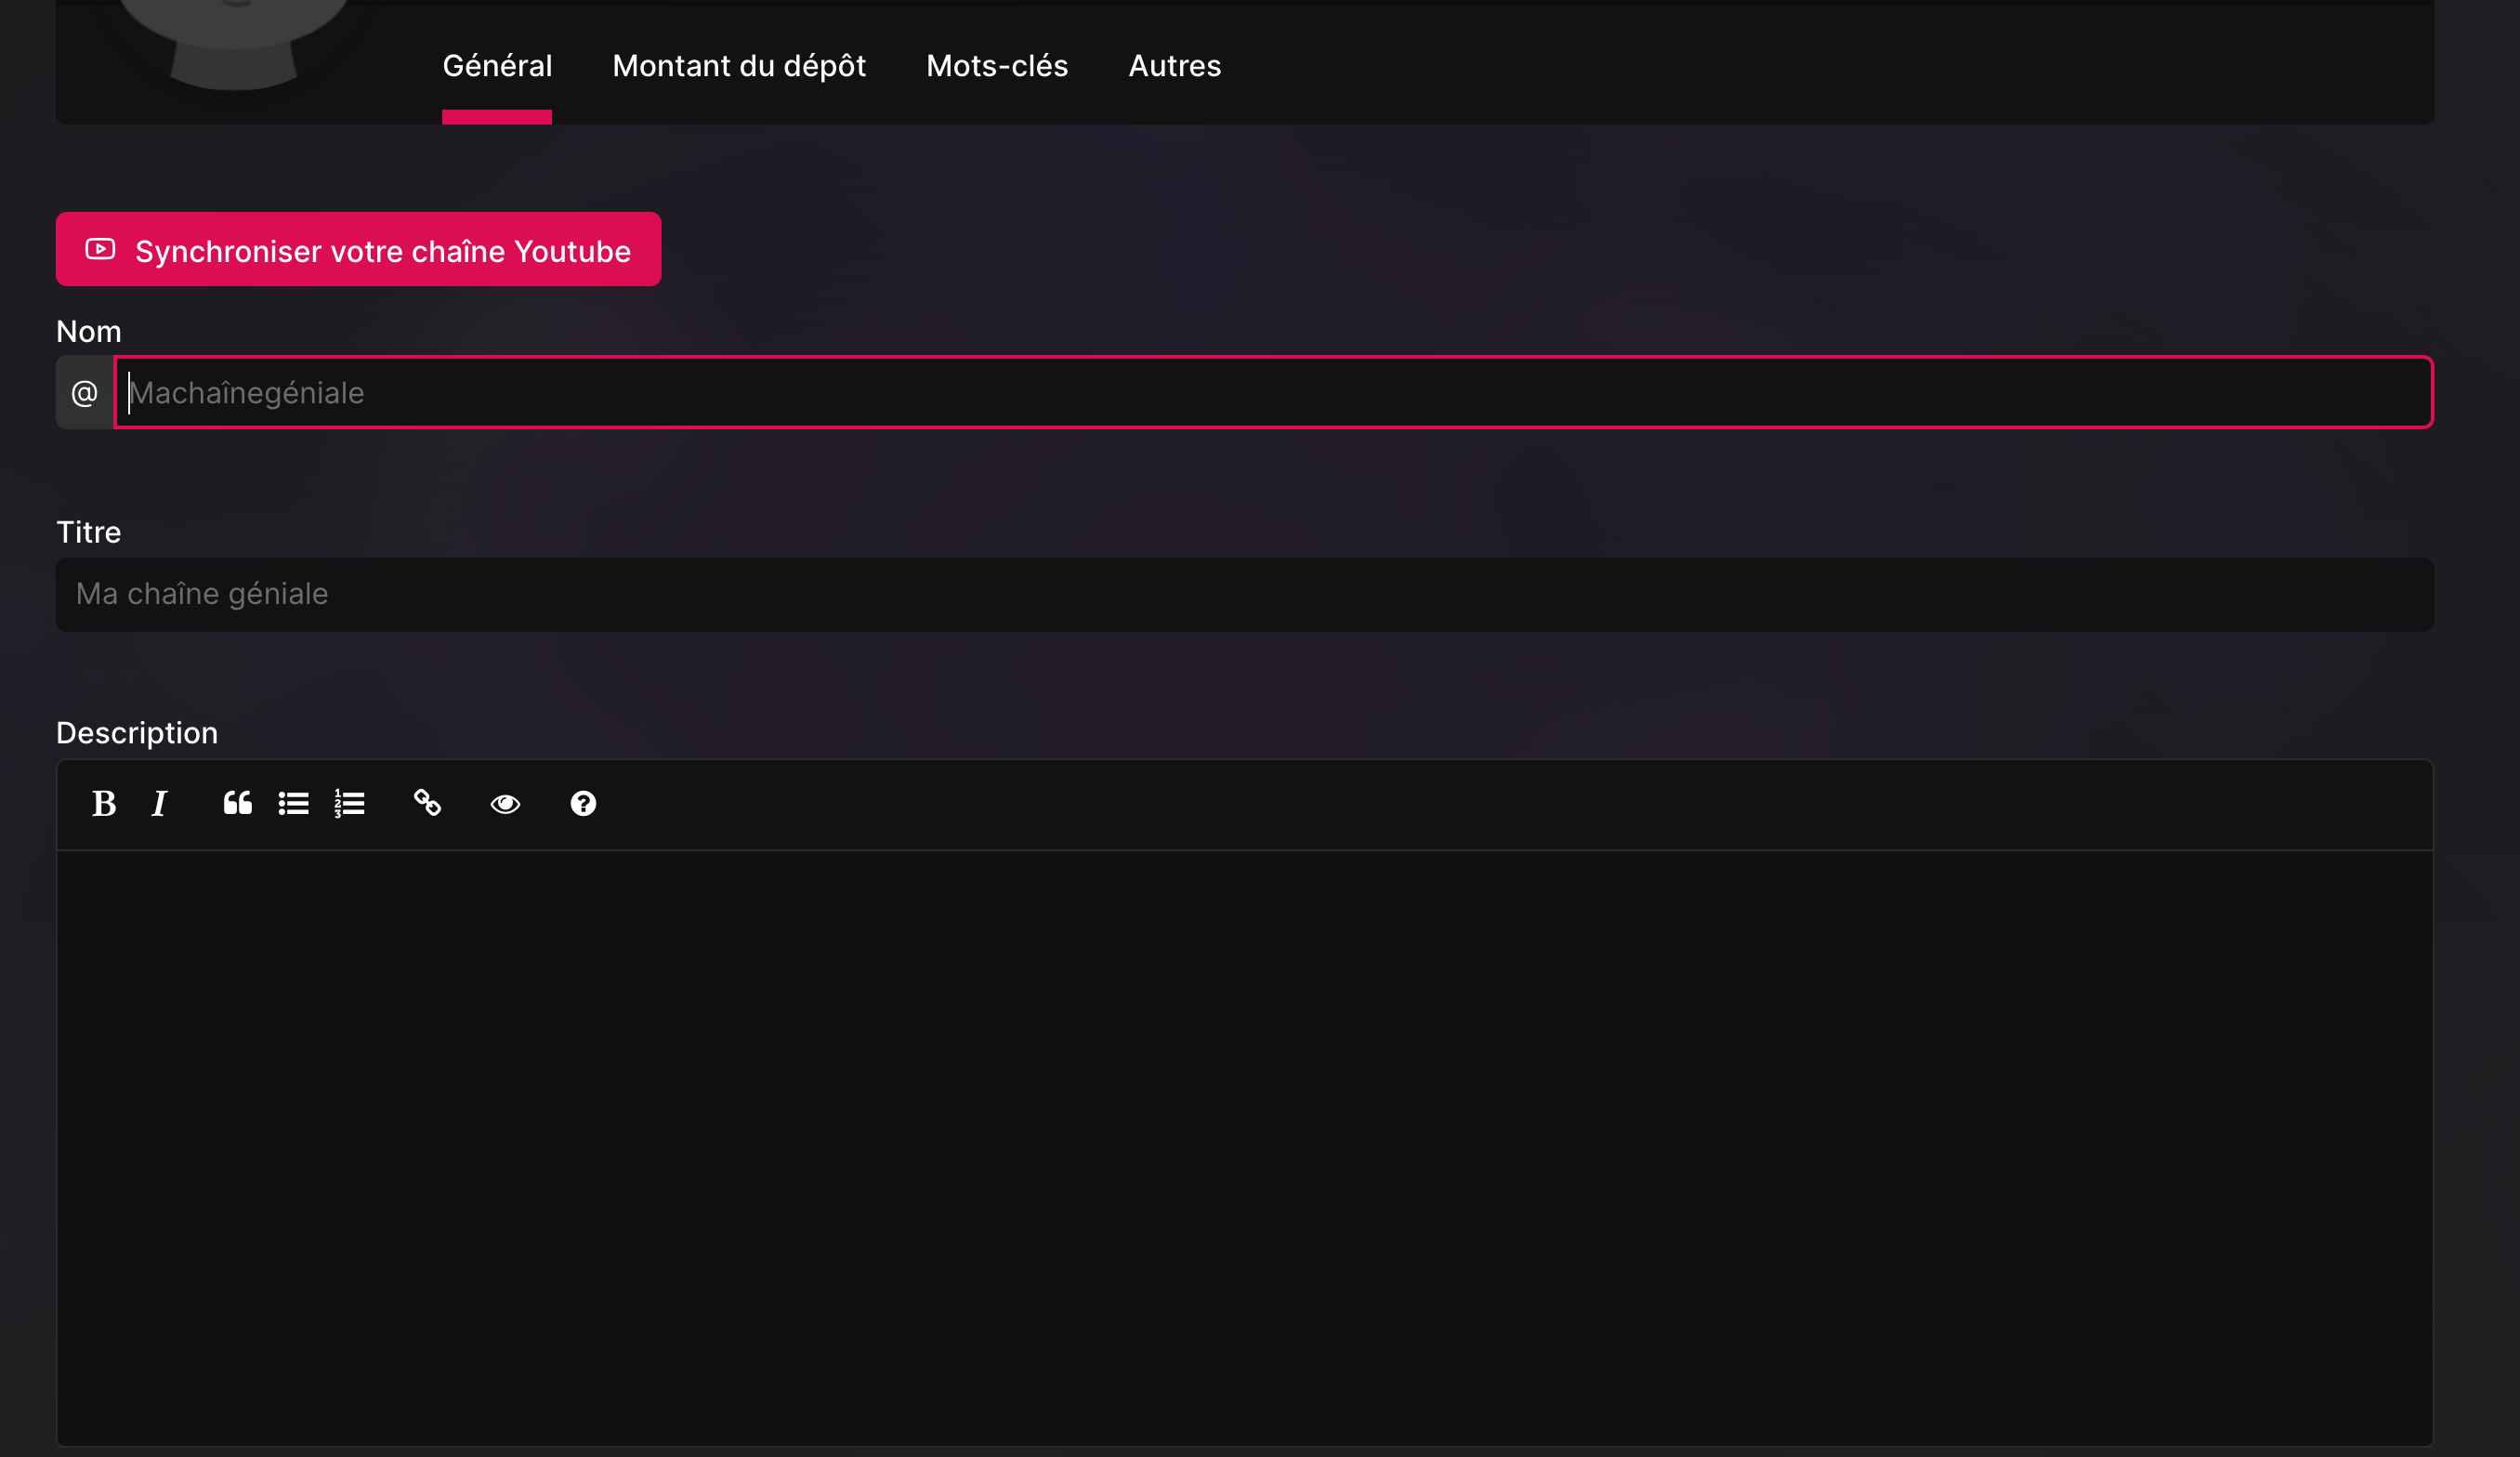 Général Montant du dépôt Mots-clés Autres
Synchroniser votre chaîne Youtube
Nom
@ Machaînegéniale
Titre
Ma chaîne géniale
Description
B I